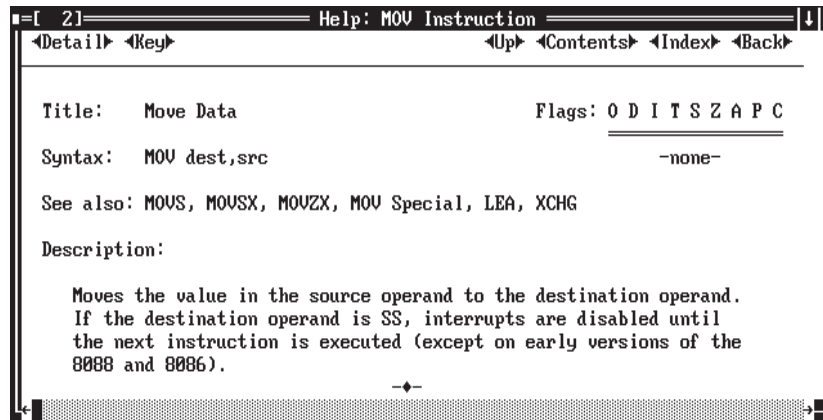 [ 2] Help: MOV Instruction
◄Detail► ◄Key► ◄Up► ◄Contents► ◄Index► ◄Back►
Title: Move Data Flags: O D I T S Z A P C
Syntax: MOV dest,src -none-
See also: MOVS, MOVSX, MOVZX, MOV Special, LEA, XCHG
Description:
Moves the value in the source operand to the destination operand.
If the destination operand is SS, interrupts are disabled until
the next instruction is executed (except on early versions of the
8088 and 8086).
-♦-